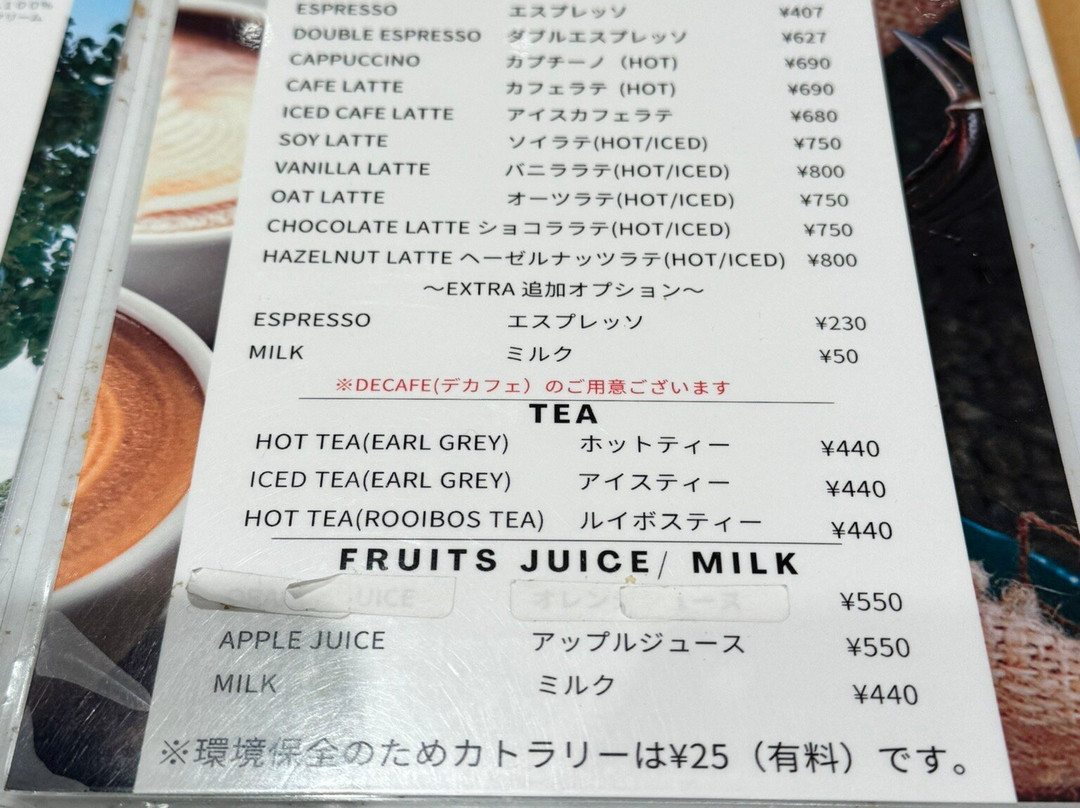 100%
クリーム
ESPRESSO エスプレッソ ¥407
DOUBLE ESPRESSO ダブルエスプレッソ ¥627
CAPPUCCINO カプチーノ (HOT) ¥690
CAFE LATTE カフェラテ (HOT) ¥690
ICED CAFE LATTE アイスカフェラテ ¥680
SOY LATTE ソイラテ(HOT/ICED) ¥750
VANILLA LATTE バニララテ(HOT/ICED) ¥800
OAT LATTE オーツラテ(HOT/ICED) ¥750
CHOCOLATE LATTE ショコララテ(HOT/ICED) ¥750
HAZELNUT LATTE ヘーゼルナッツラテ(HOT/ICED) ¥800
～EXTRA 追加オプション～
ESPRESSO エスプレッソ ¥230
MILK ミルク ¥50
※DECAFE(デカフェ）のご用意ございます
TEA
HOT TEA(EARL GREY) ホットティー ¥440
ICED TEA(EARL GREY) アイスティー ¥440
HOT TEA(ROOIBOS TEA) ルイボスティー ¥440
FRUITS JUICE/ MILK
JUICE オレン ース ¥550
APPLE JUICE アップルジュース ¥550
MILK ミルク ¥440
※環境保全のためカトラリーは¥25（有料）です。